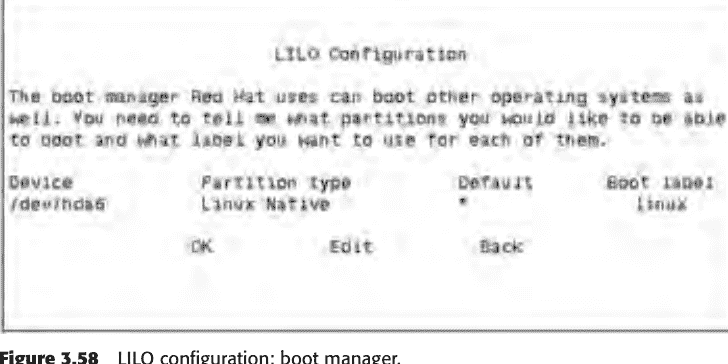 LILO Configuration
The boot manager Red Hat uses can boot other operating systems as
well. You need to tell me what partitions you would like to be able
to boot and what label you want to use for each of them.
Device Partition type Default Boot label
/dev/hda6 Linux Native * linux
OK Edit Back
Figure 3.58 LILO configuration: boot manager.